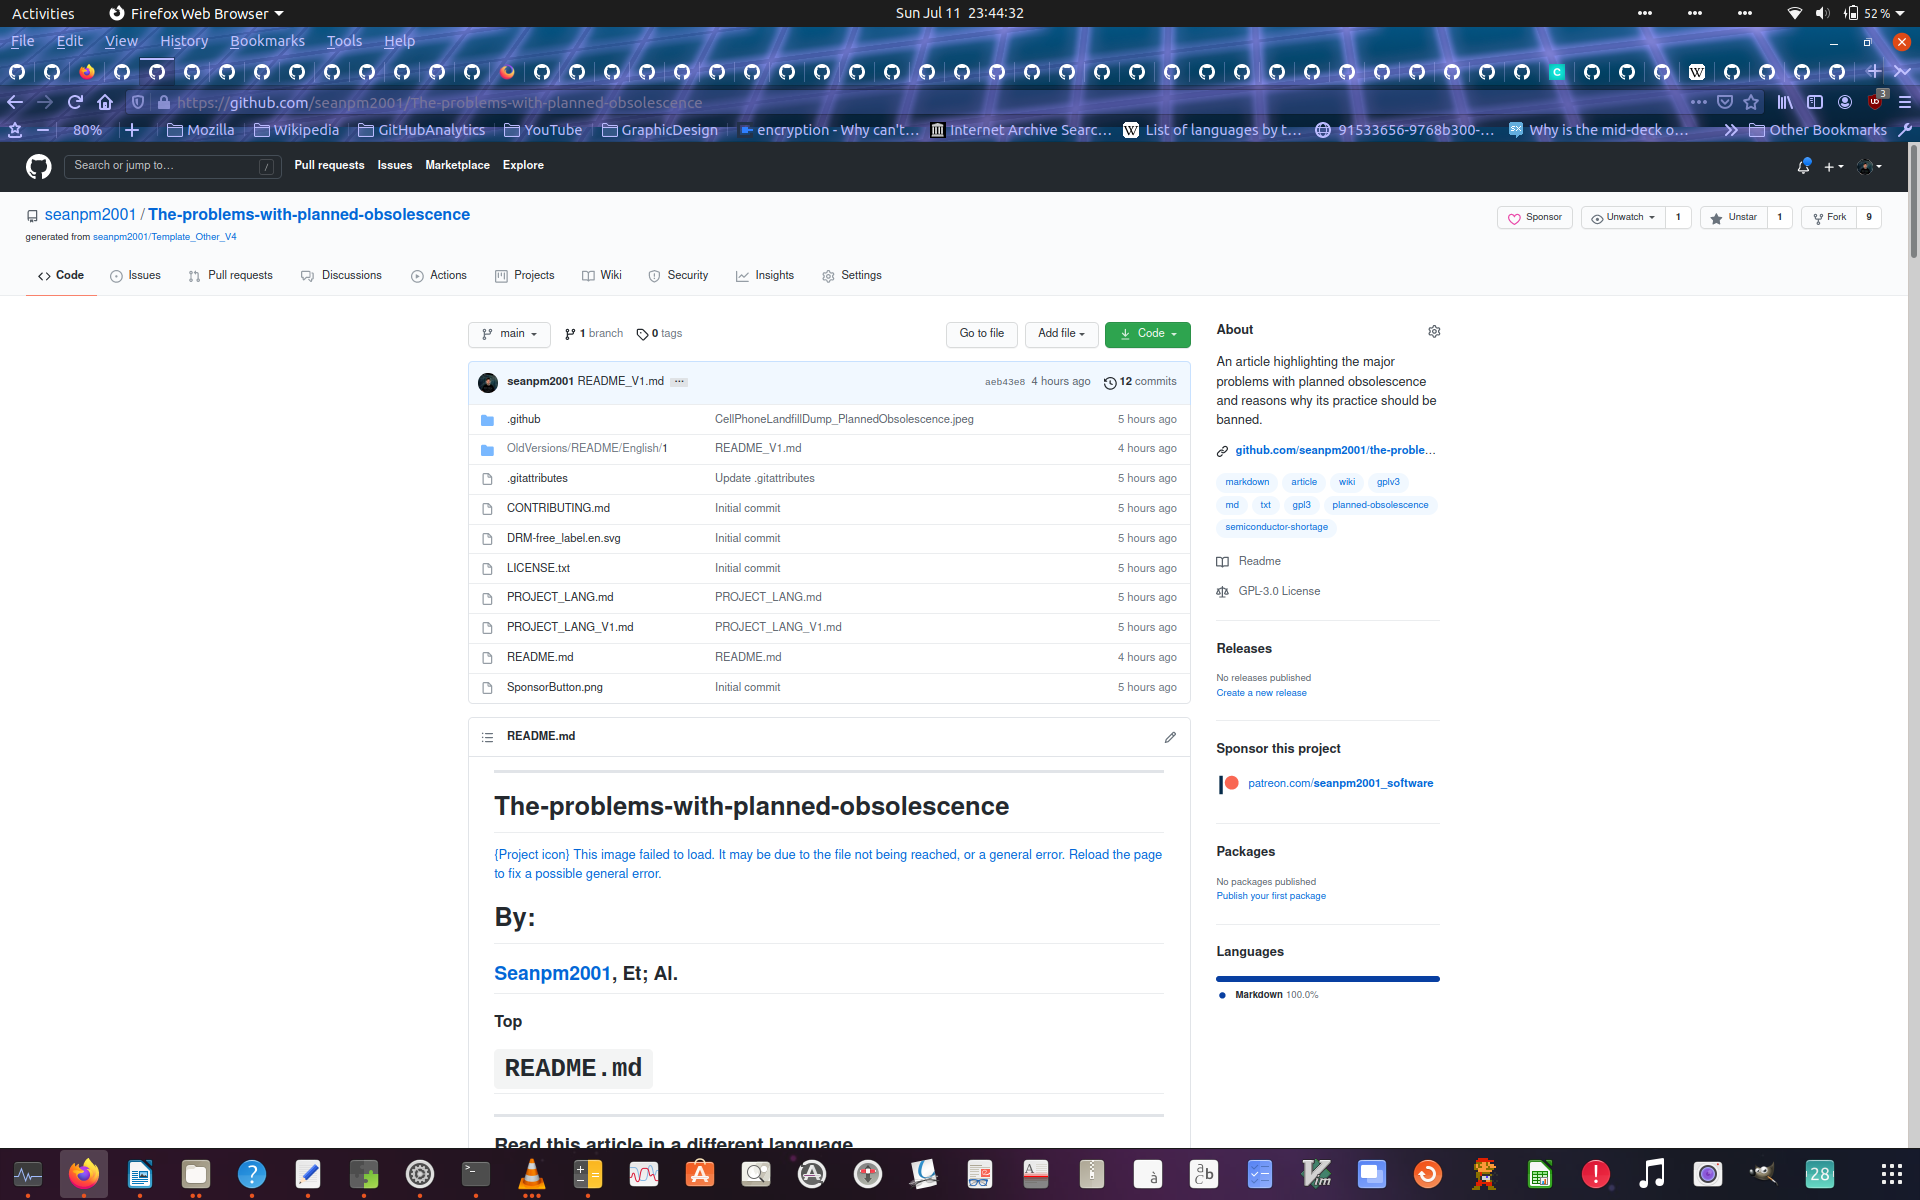 Activities Firefox Web Browser Sun Jul 11 23:44:32 52 %
File Edit View History Bookmarks Tools Help
https://github.com/seanpm2001/The-problems-with-planned-obsolescence 3
80% Mozilla Wikipedia GitHubAnalytics YouTube GraphicDesign encryption - Why can't… Internet Archive Searc… List of languages by t… 91533656-9768b300-… Why is the mid-deck o… Other Bookmarks
Search or jump to… / Pull requests Issues Marketplace Explore
seanpm2001 / The-problems-with-planned-obsolescence
Sponsor Unwatch 1 Unstar 1 Fork 9
generated from seanpm2001/Template_Other_V4
Code Issues Pull requests Discussions Actions Projects Wiki Security Insights Settings
main 1 branch 0 tags Go to file Add file Code
seanpm2001 README_V1.md ... aeb43e8 4 hours ago 12 commits
.github CellPhoneLandfillDump_PlannedObsolescence.jpeg 5 hours ago
OldVersions/README/English/1 README_V1.md 4 hours ago
.gitattributes Update .gitattributes 5 hours ago
CONTRIBUTING.md Initial commit 5 hours ago
DRM-free_label.en.svg Initial commit 5 hours ago
LICENSE.txt Initial commit 5 hours ago
PROJECT_LANG.md PROJECT_LANG.md 5 hours ago
PROJECT_LANG_V1.md PROJECT_LANG_V1.md 5 hours ago
README.md README.md 4 hours ago
SponsorButton.png Initial commit 5 hours ago
README.md
The-problems-with-planned-obsolescence
{Project icon} This image failed to load. It may be due to the file not being reached, or a general error. Reload the page
to fix a possible general error.
By:
Seanpm2001, Et; Al.
Top
README.md
Read this article in a different language
About
An article highlighting the major
problems with planned obsolescence
and reasons why its practice should be
banned.
github.com/seanpm2001/the-proble…
markdown article wiki gplv3
md txt gpl3 planned-obsolescence
semiconductor-shortage
Readme
GPL-3.0 License
Releases
No releases published
Create a new release
Sponsor this project
patreon.com/seanpm2001_software
Packages
No packages published
Publish your first package
Languages
Markdown 100.0%
28